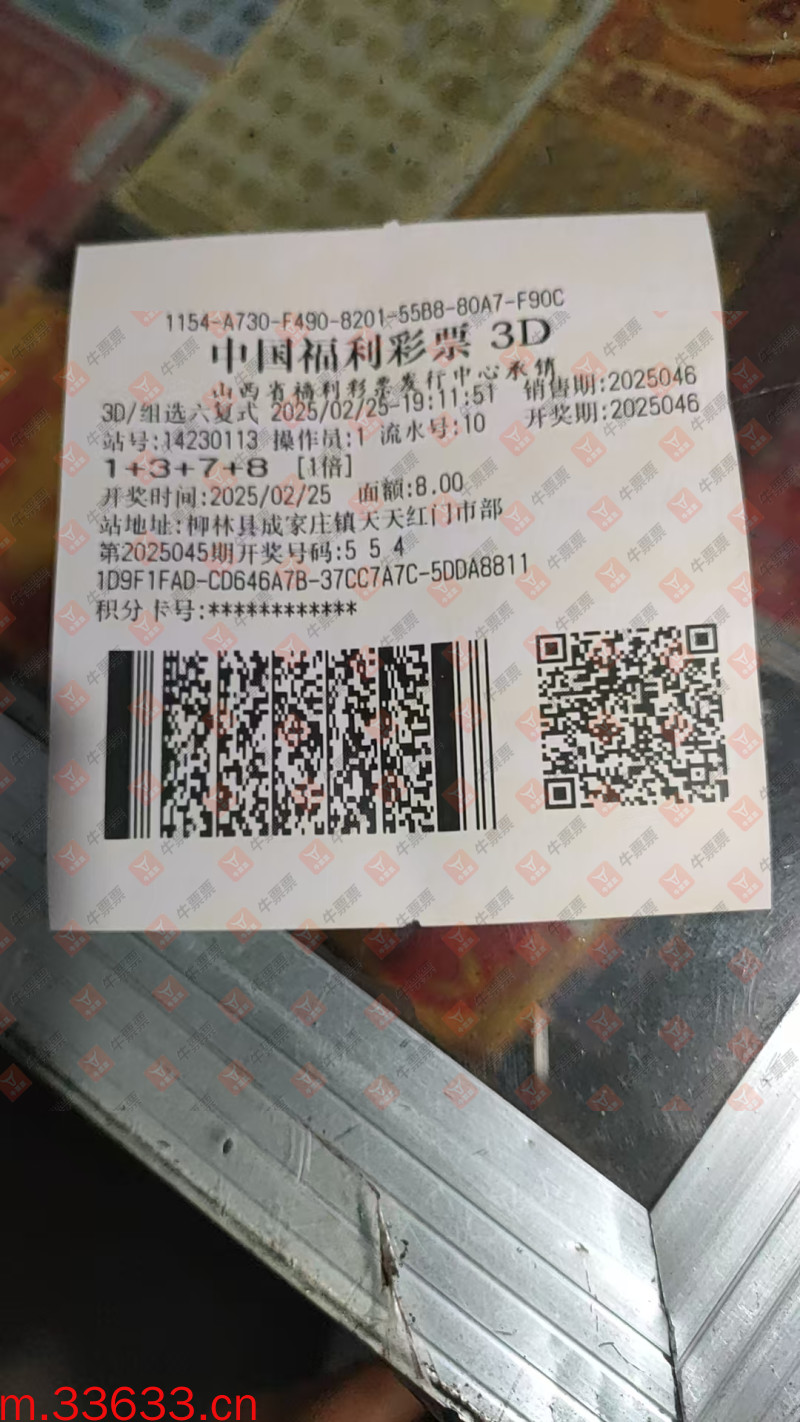 1154-A730-F490-8201-55B8-80A7-F90C
中国福利彩票 3D
山西省福利彩票发行中心承销
3D/组选六复式 2025/02/25-19:11:51 销售期:2025046
站号:14230113 操作员:1 流水号:10 开奖期:2025046
1+3+7+8 [1倍]
开奖时间:2025/02/25 面额:8.00
站地址:柳林县成家庄镇天天红门市部
第2025045期开奖号码:5 5 4
1D9F1FAD-CD646A7B-37CC7A7C-5DDA8811
积分卡号:************
牛票票
m.33633.cn